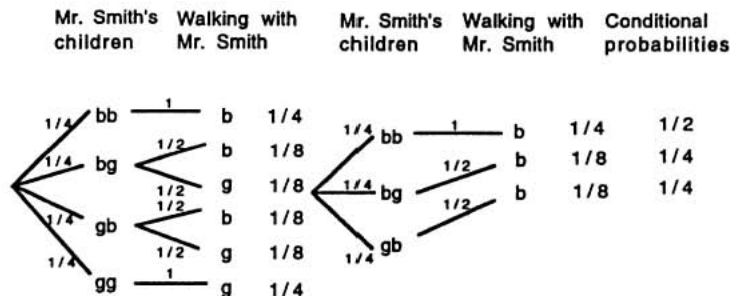 Mr. Smith's Walking with Mr. Smith's Walking with Conditional
children Mr. Smith children Mr. Smith probabilities
1/4 bb 1 b 1/4
1/4 bg 1/2 b 1/8
1/2 g 1/8
1/4 gb 1/2 b 1/8
1/2 g 1/8
1/4 gg 1 g 1/4
1/4 bb 1 b 1/4 1/2
1/4 bg 1/2 b 1/8 1/4
1/4 gb 1/2 b 1/8 1/4